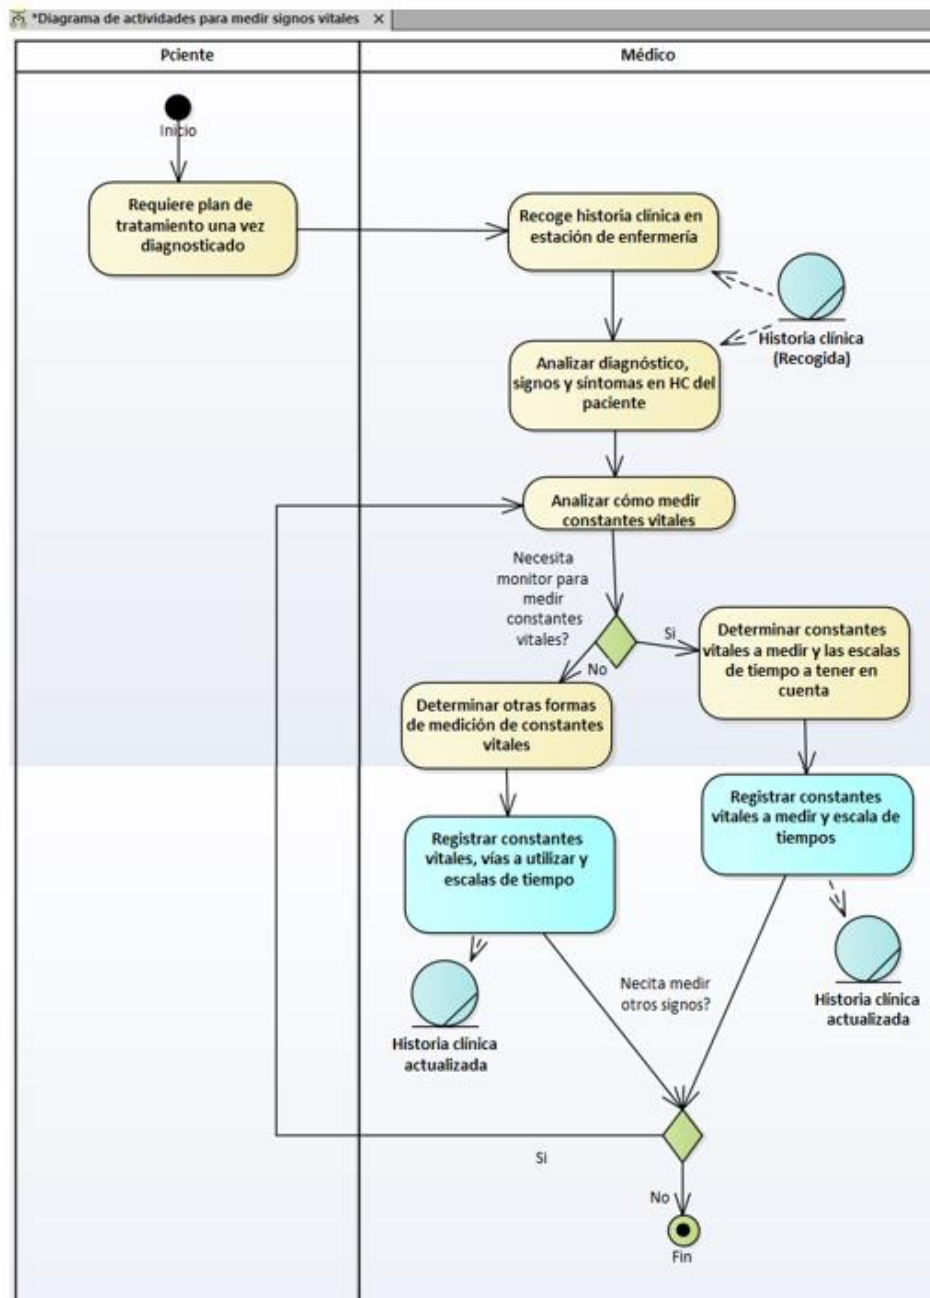 *Diagrama de actividades para medir signos vitales X
Pciente
Médico
Inicio
Requiere plan de
tratamiento una vez
diagnosticado
Recoge historia clínica en
estación de enfermería
Historia clínica
(Recogida)
Analizar diagnóstico,
signos y síntomas en HC del
paciente
Analizar cómo medir
constantes vitales
Necesita
monitor para
medir
constantes
vitales?
Si
No
Determinar constantes
vitales a medir y las escalas
de tiempo a tener en
cuenta
Determinar otras formas
de medición de constantes
vitales
Registrar constantes
vitales a medir y escala de
tiempos
Registrar constantes
vitales, vías a utilizar y
escalas de tiempo
Necita medir
otros signos?
Historia clínica
actualizada
Historia clínica
actualizada
Si
No
Fin